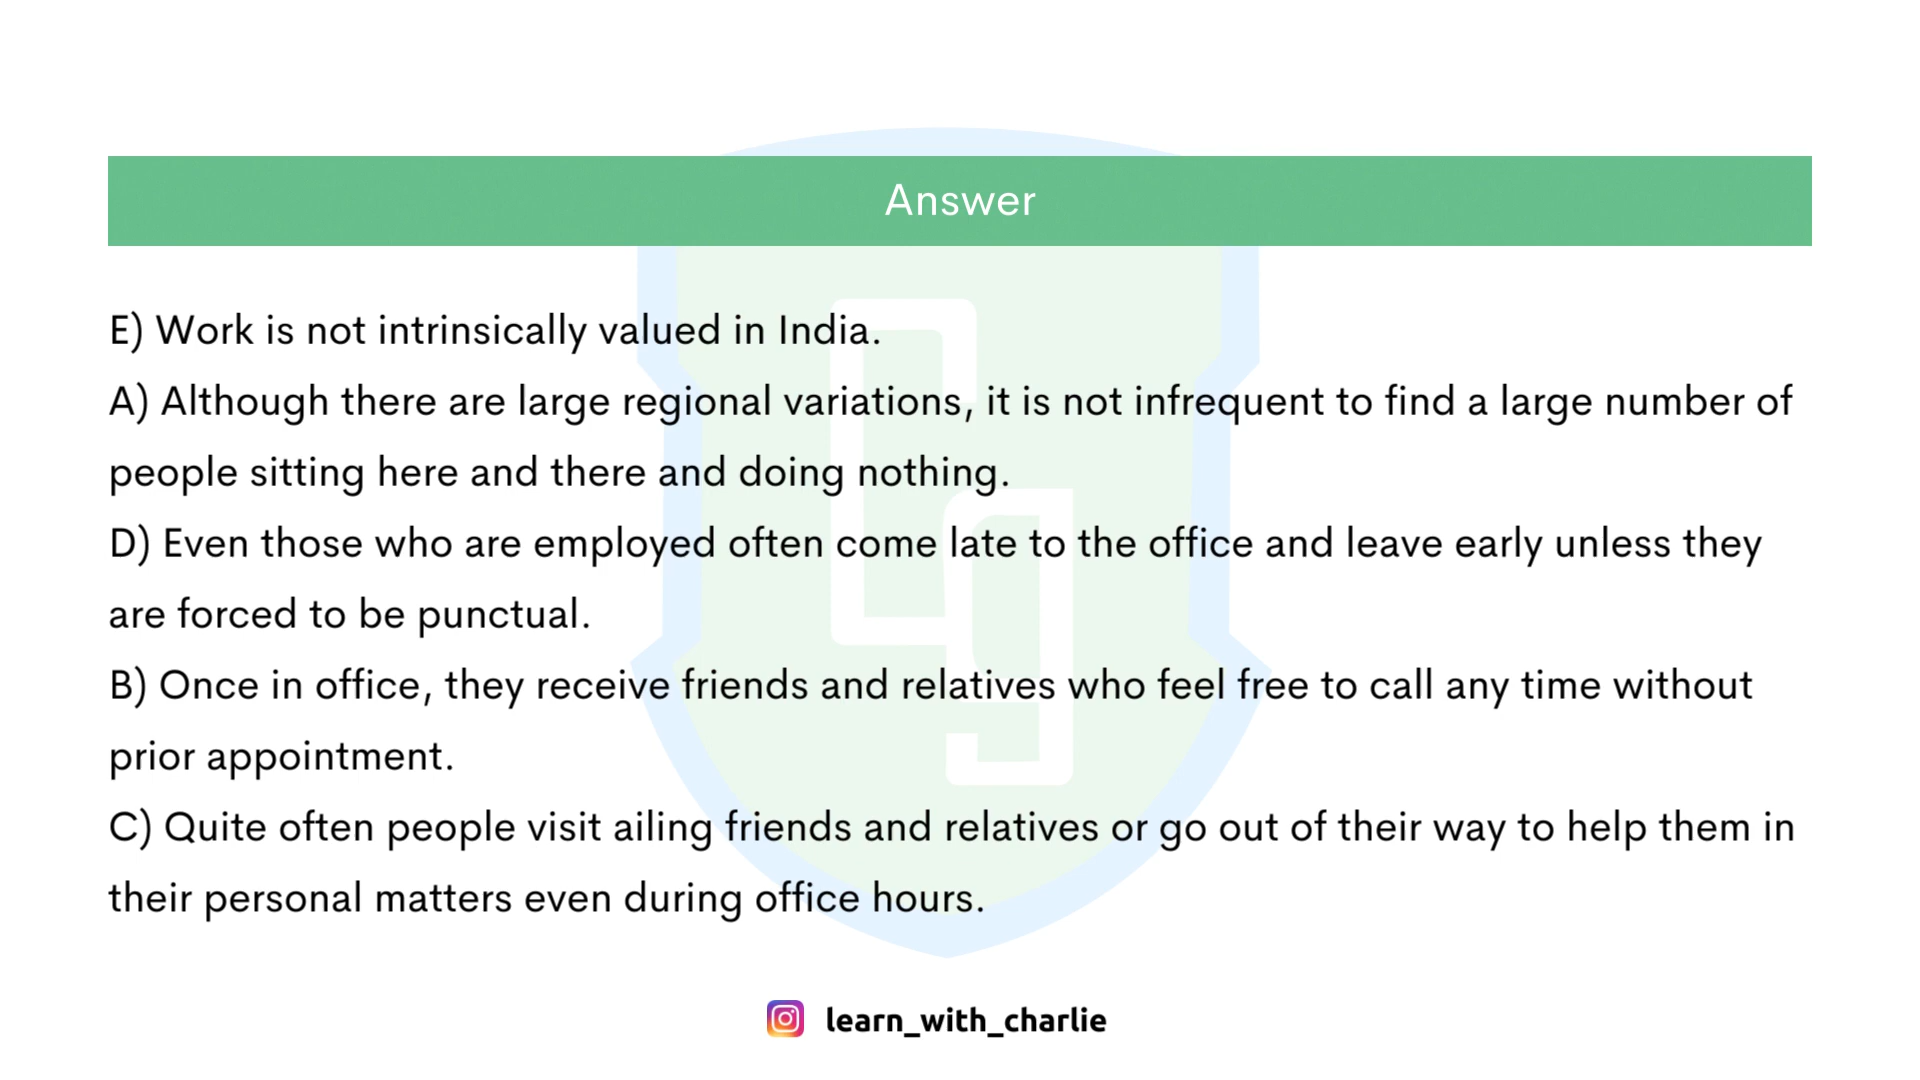 Answer
E) Work is not intrinsically valued in India.
A) Although there are large regional variations, it is not infrequent to find a large number of
people sitting here and there and doing nothing.
D) Even those who are employed often come late to the office and leave early unless they
are forced to be punctual.
B) Once in office, they receive friends and relatives who feel free to call any time without
prior appointment.
C) Quite often people visit ailing friends and relatives or go out of their way to help them in
their personal matters even during office hours.
learn_with_charlie